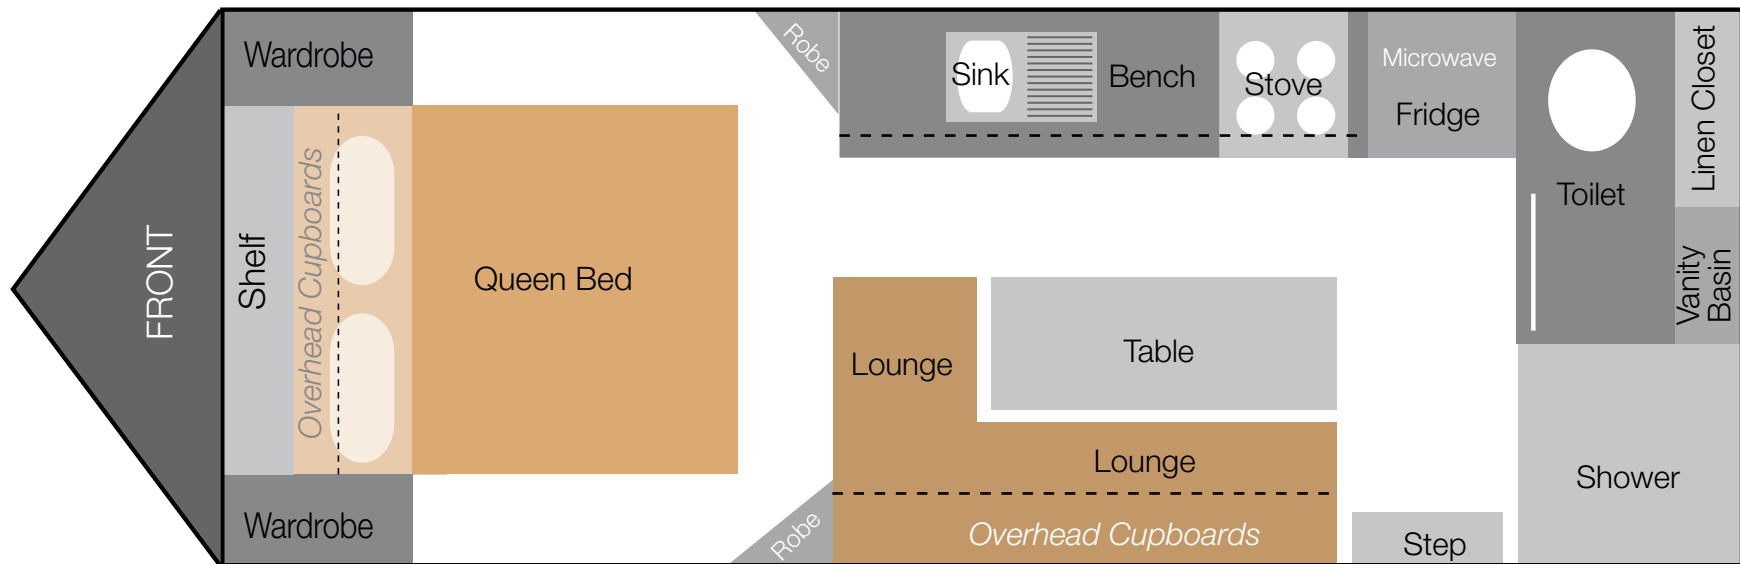 FRONT
Wardrobe
Shelf
Overhead Cupboards
Queen Bed
Wardrobe
Robe
Sink
Bench
Stove
Microwave
Fridge
Toilet
Linen Closet
Vanity
Basin
Lounge
Table
Lounge
Overhead Cupboards
Robe
Step
Shower